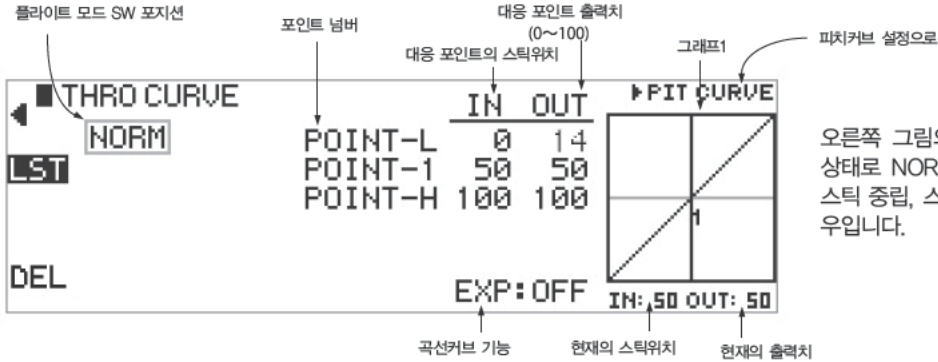 플라이트 모드 SW 포지션
포인트 넘버
대응 포인트 출력치
(0~100)
대응 포인트의 스틱위치
그래프1
피치커브 설정으로
THRO CURVE
IN OUT
PIT CURVE
NORM
POINT-L 0 14
LST
POINT-1 50 50
POINT-H 100 100
1
DEL
EXP:OFF
IN: 50 OUT: 50
곡선커브 기능
현재의 스틱위치
현재의 출력치
오른쪽 그림의
상태로 NOR
스틱 중립, 스
우입니다.